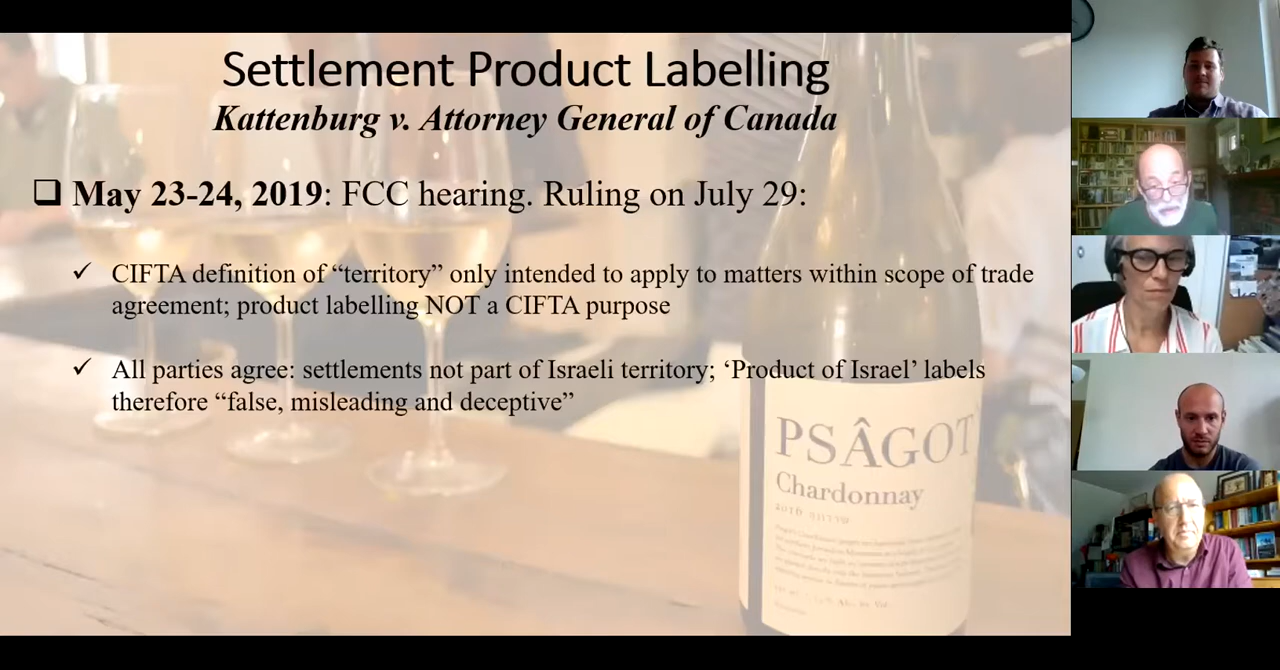 Settlement Product Labelling
Kattenburg v. Attorney General of Canada
May 23-24, 2019: FCC hearing. Ruling on July 29:
CIFTA definition of “territory” only intended to apply to matters within scope of trade
agreement; product labelling NOT a CIFTA purpose
All parties agree: settlements not part of Israeli territory; ‘Product of Israel’ labels
therefore “false, misleading and deceptive”
PSÂGOT
Chardonnay
2016